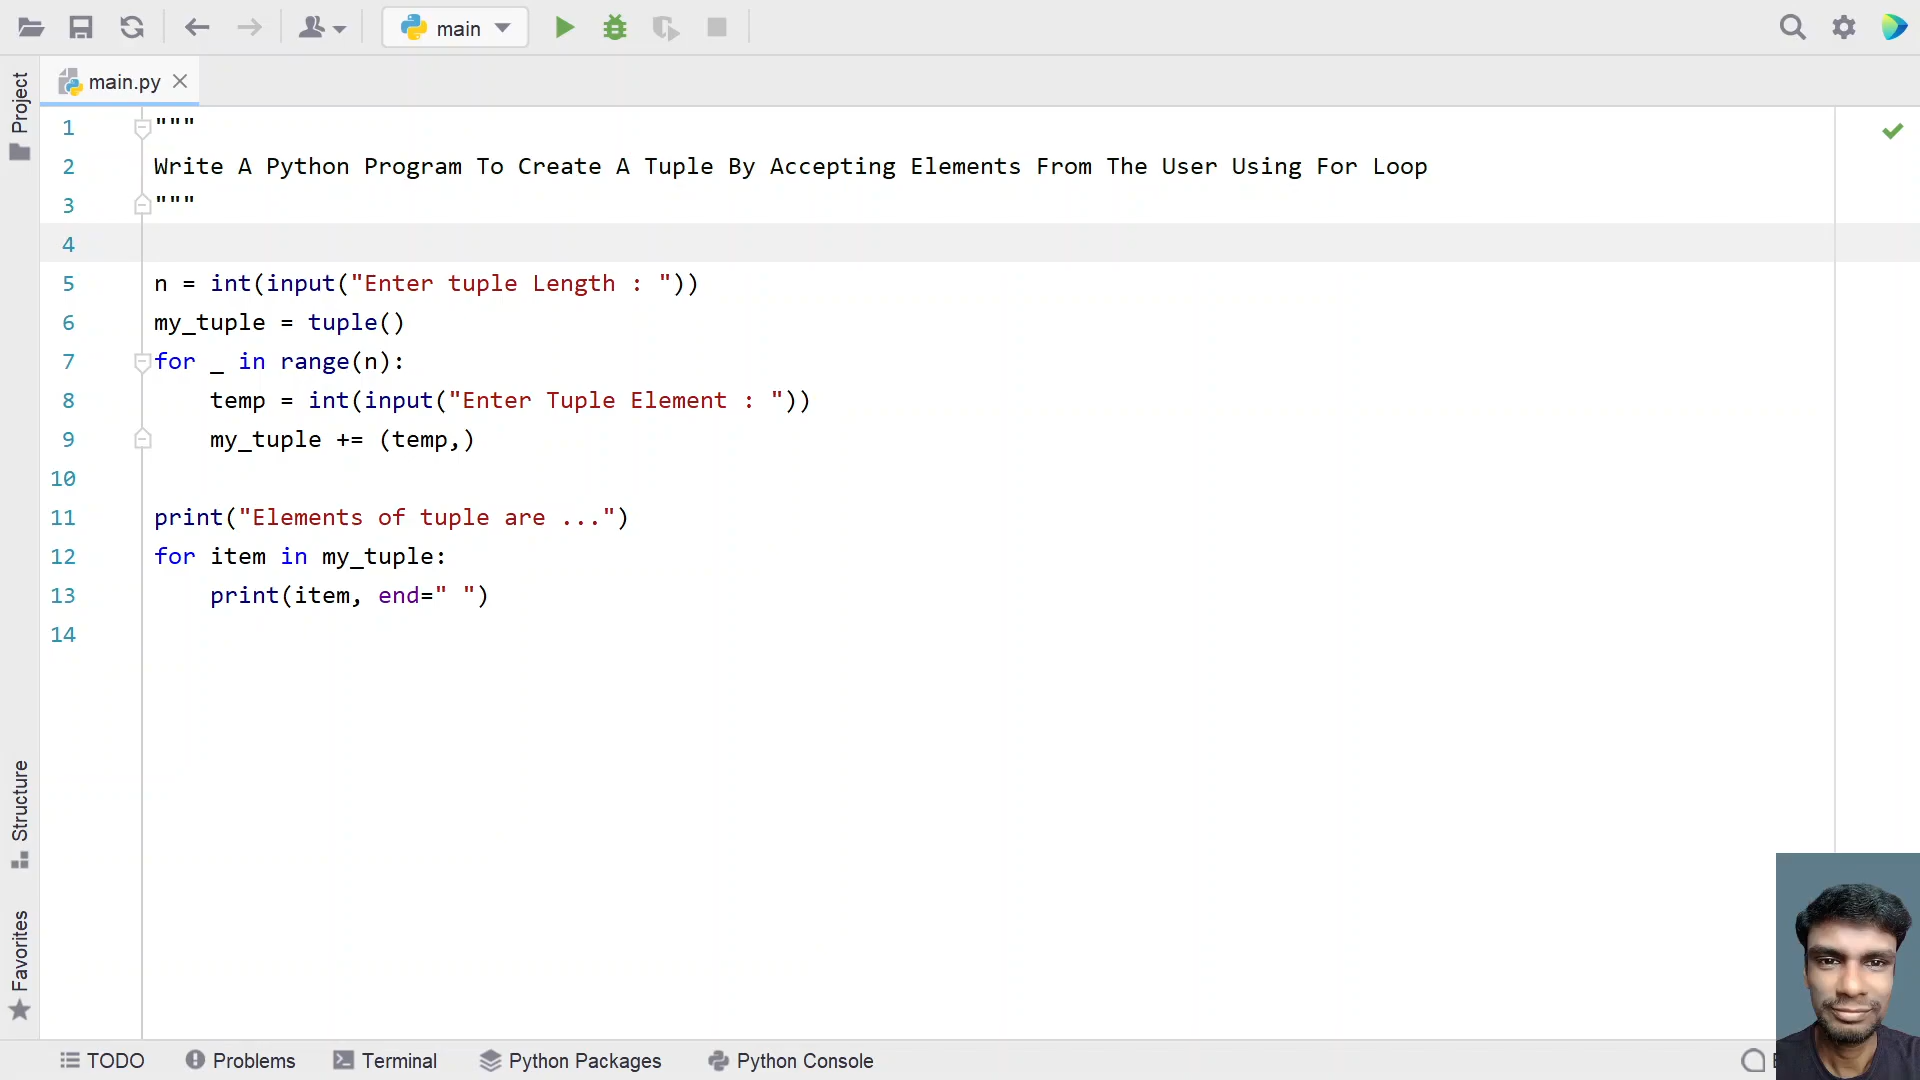 main
main.py
Project
1 """
2 Write A Python Program To Create A Tuple By Accepting Elements From The User Using For Loop
3 """
4
5 n = int(input("Enter tuple Length : "))
6 my_tuple = tuple()
7 for _ in range(n):
8     temp = int(input("Enter Tuple Element : "))
9     my_tuple += (temp,)
10
11 print("Elements of tuple are ...")
12 for item in my_tuple:
13     print(item, end=" ")
14
Structure
Favorites
TODO Problems Terminal Python Packages Python Console